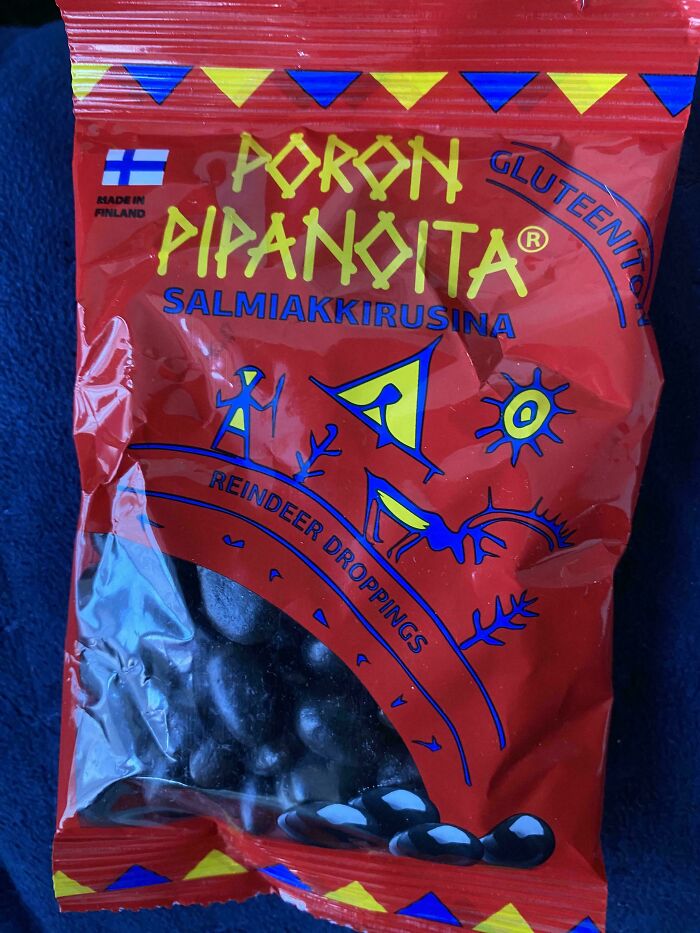 MADE IN
FINLAND
PORON
PIPANOITA®
SALMIAKKIRUSINA
GLUTEENITON
REINDEER DROPPINGS